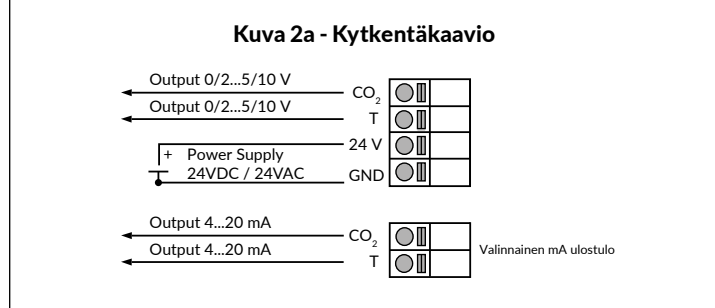 Kuva 2a - Kytkentäkaavio
Output 0/2...5/10 V
CO2
Output 0/2...5/10 V
T
24 V
+ Power Supply
24VDC / 24VAC
GND
Output 4...20 mA
CO2
Output 4...20 mA
T
Valinnainen mA ulostulo